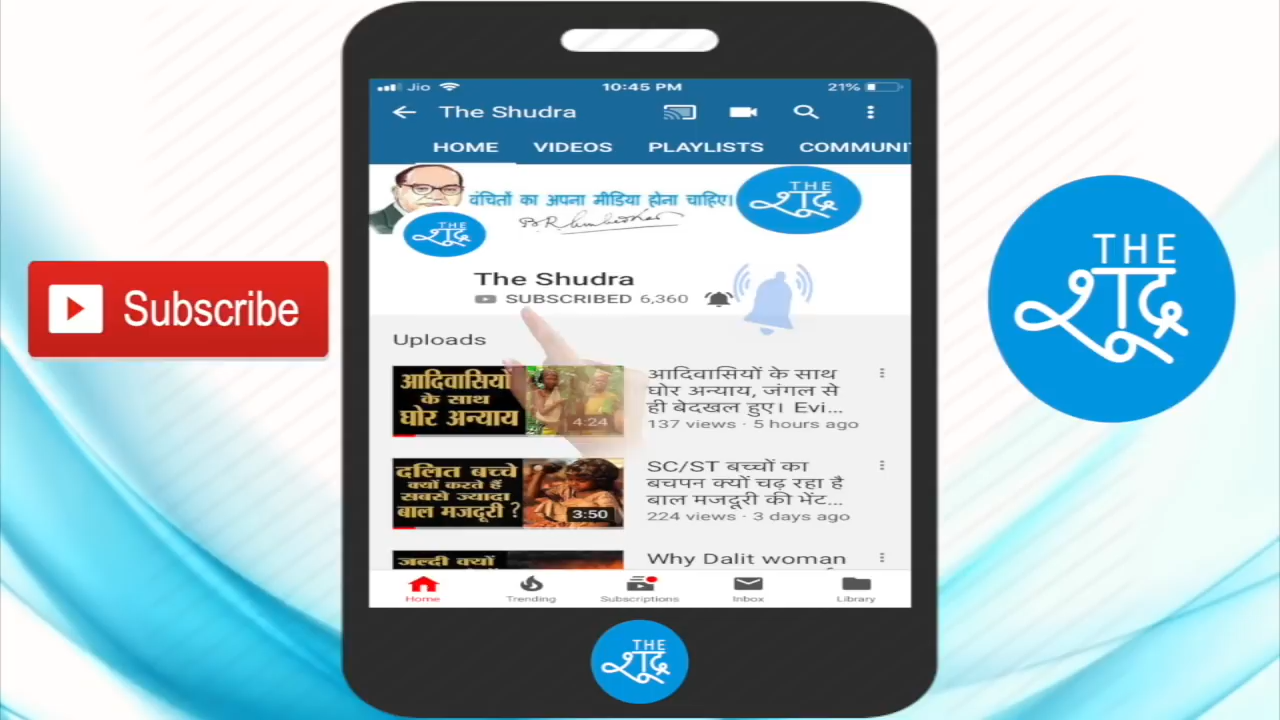 Jio 10:45 PM 21%
The Shudra
HOME VIDEOS PLAYLISTS COMMUNI
वंचितों का अपना मीडिया होना चाहिए।
THE
शूद्र
THE
शूद्र
The Shudra
SUBSCRIBED 6,360
Uploads
आदिवासियों
के साथ
घोर अन्याय
4:24
आदिवासियों के साथ
घोर अन्याय, जंगल से
ही बेदखल हुए। Evi...
137 views · 5 hours ago
दलित बच्चे
क्यों करते हैं
सबसे ज्यादा
बाल मजदूरी ?
3:50
SC/ST बच्चों का
बचपन क्यों चढ़ रहा है
बाल मजदूरी की भेंट...
224 views · 3 days ago
जल्दी क्यों
Why Dalit woman
Home Trending Subscriptions Inbox Library
THE
शूद्र
Subscribe
THE
शूद्र